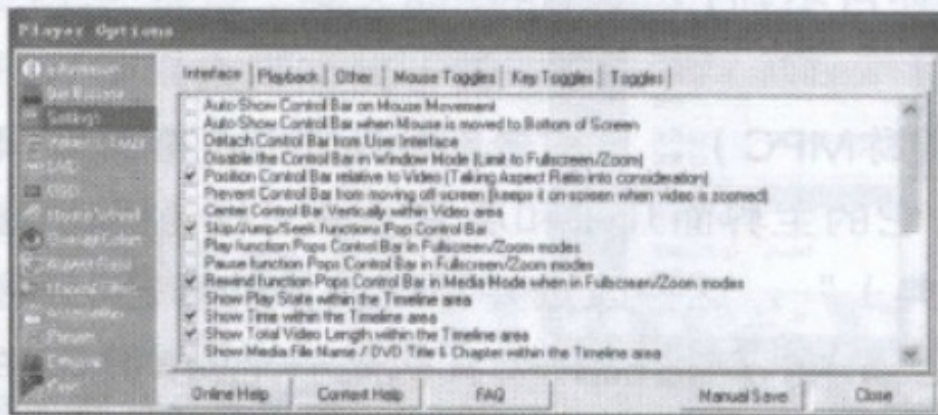 Player Options
Settings
OSD
Mouse Wheel
Interface | Playback | Other | Mouse Toggles | Key Toggles | Toggles
Auto-Show Control Bar on Mouse Movement
Auto-Show Control Bar when Mouse is moved to Bottom of Screen
Detach Control Bar from User Interface
Disable the Control Bar in Window Mode (Limit to Fullscreen/Zoom)
Position Control Bar relative to Video (Taking Aspect Ratio into consideration)
Prevent Control Bar from moving off-screen (keeps it on screen when video is zoomed)
Center Control Bar Vertically within Video area
Skip/Jump/Seek functions Pop Control Bar
Play function Pops Control Bar in Fullscreen/Zoom modes
Pause function Pops Control Bar in Fullscreen/Zoom modes
Rewind function Pops Control Bar in Media Mode when in Fullscreen/Zoom modes
Show Play State within the Timeline area
Show Time within the Timeline area
Show Total Video Length within the Timeline area
Show Media File Name / DVD Title & Chapter within the Timeline area
Online Help
Context Help
FAQ
Manual Save
Close